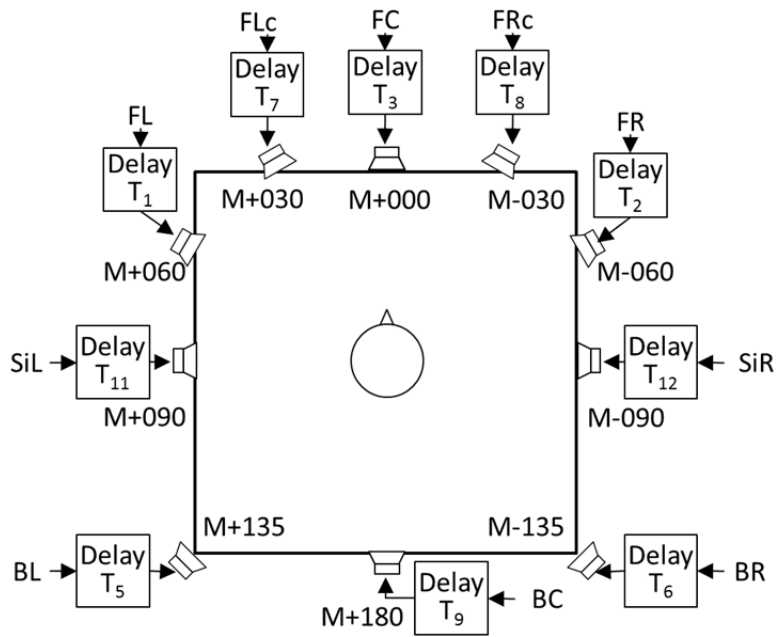 FLc FC FRc
Delay
T7
Delay
T3
Delay
T8
FL
FR
Delay
T1
Delay
T2
M+030 M+000 M-030
M+060
M-060
SiL
Delay
T11
Delay
T12
SiR
M+090
M-090
M+135
M-135
BL
Delay
T5
Delay
T6
BR
M+180
Delay
T9
BC